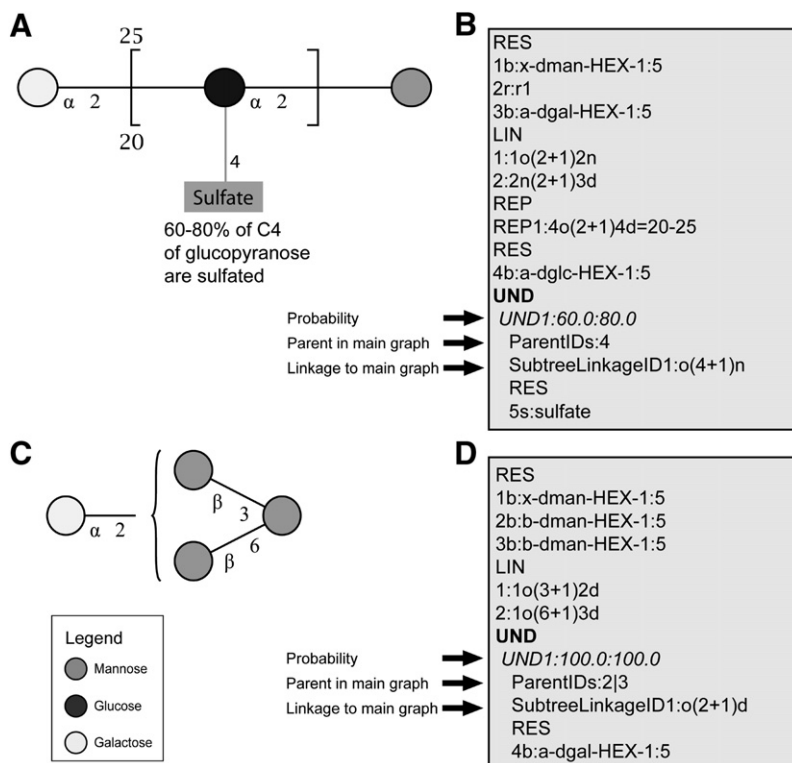 A
25
α 2
α 2
20
4
Sulfate
60-80% of C4
of glucopyranose
are sulfated
B
RES
1b:x-dman-HEX-1:5
2r:r1
3b:a-dgal-HEX-1:5
LIN
1:1o(2+1)2n
2:2n(2+1)3d
REP
REP1:4o(2+1)4d=20-25
RES
4b:a-dglc-HEX-1:5
UND
Probability
UND1:60.0:80.0
Parent in main graph
ParentIDs:4
Linkage to main graph
SubtreeLinkageID1:o(4+1)n
RES
5s:sulfate
C
β 3
α 2
6
β
Legend
Mannose
Glucose
Galactose
D
RES
1b:x-dman-HEX-1:5
2b:b-dman-HEX-1:5
3b:b-dman-HEX-1:5
LIN
1:1o(3+1)2d
2:1o(6+1)3d
UND
Probability
UND1:100.0:100.0
Parent in main graph
ParentIDs:2|3
Linkage to main graph
SubtreeLinkageID1:o(2+1)d
RES
4b:a-dgal-HEX-1:5